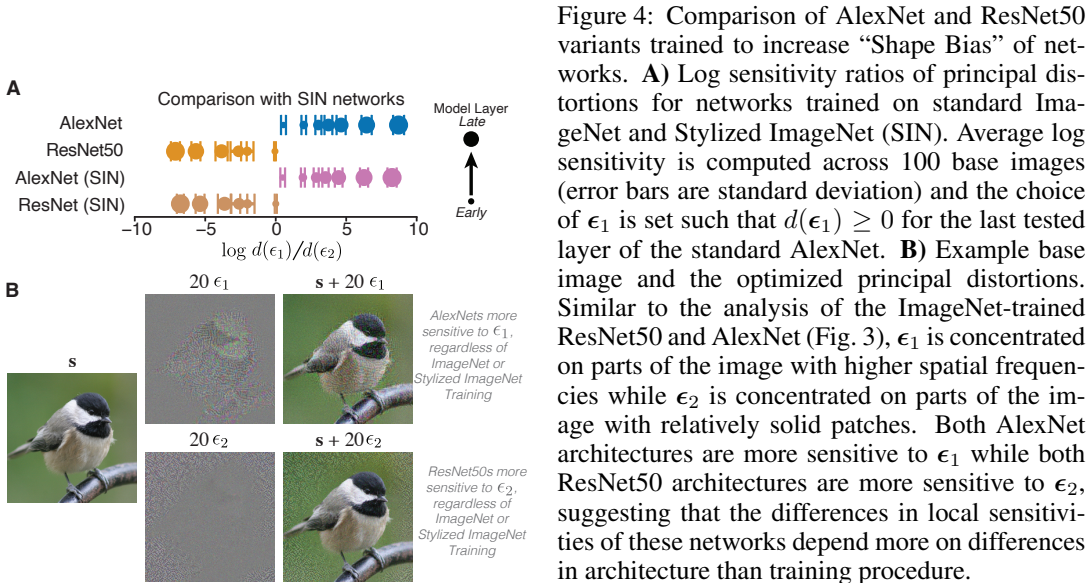 A
Comparison with SIN networks
AlexNet
ResNet50
AlexNet (SIN)
ResNet (SIN)
−10
−5
0
5
10
log d(ϵ₁)/d(ϵ₂)
Model Layer
Late
Early
B
s
20 ϵ₁
s + 20 ϵ₁
AlexNets more
sensitive to ϵ₁,
regardless of
ImageNet or
Stylized ImageNet
Training
20 ϵ₂
s + 20ϵ₂
ResNet50s more
sensitive to ϵ₂,
regardless of
ImageNet or
Stylized ImageNet
Training
Figure 4: Comparison of AlexNet and ResNet50
variants trained to increase “Shape Bias” of net-
works. A) Log sensitivity ratios of principal dis-
tortions for networks trained on standard Ima-
geNet and Stylized ImageNet (SIN). Average log
sensitivity is computed across 100 base images
(error bars are standard deviation) and the choice
of ϵ₁ is set such that d(ϵ₁) ≥ 0 for the last tested
layer of the standard AlexNet. B) Example base
image and the optimized principal distortions.
Similar to the analysis of the ImageNet-trained
ResNet50 and AlexNet (Fig. 3), ϵ₁ is concentrated
on parts of the image with higher spatial frequen-
cies while ϵ₂ is concentrated on parts of the im-
age with relatively solid patches. Both AlexNet
architectures are more sensitive to ϵ₁ while both
ResNet50 architectures are more sensitive to ϵ₂,
suggesting that the differences in local sensitivi-
ties of these networks depend more on differences
in architecture than training procedure.